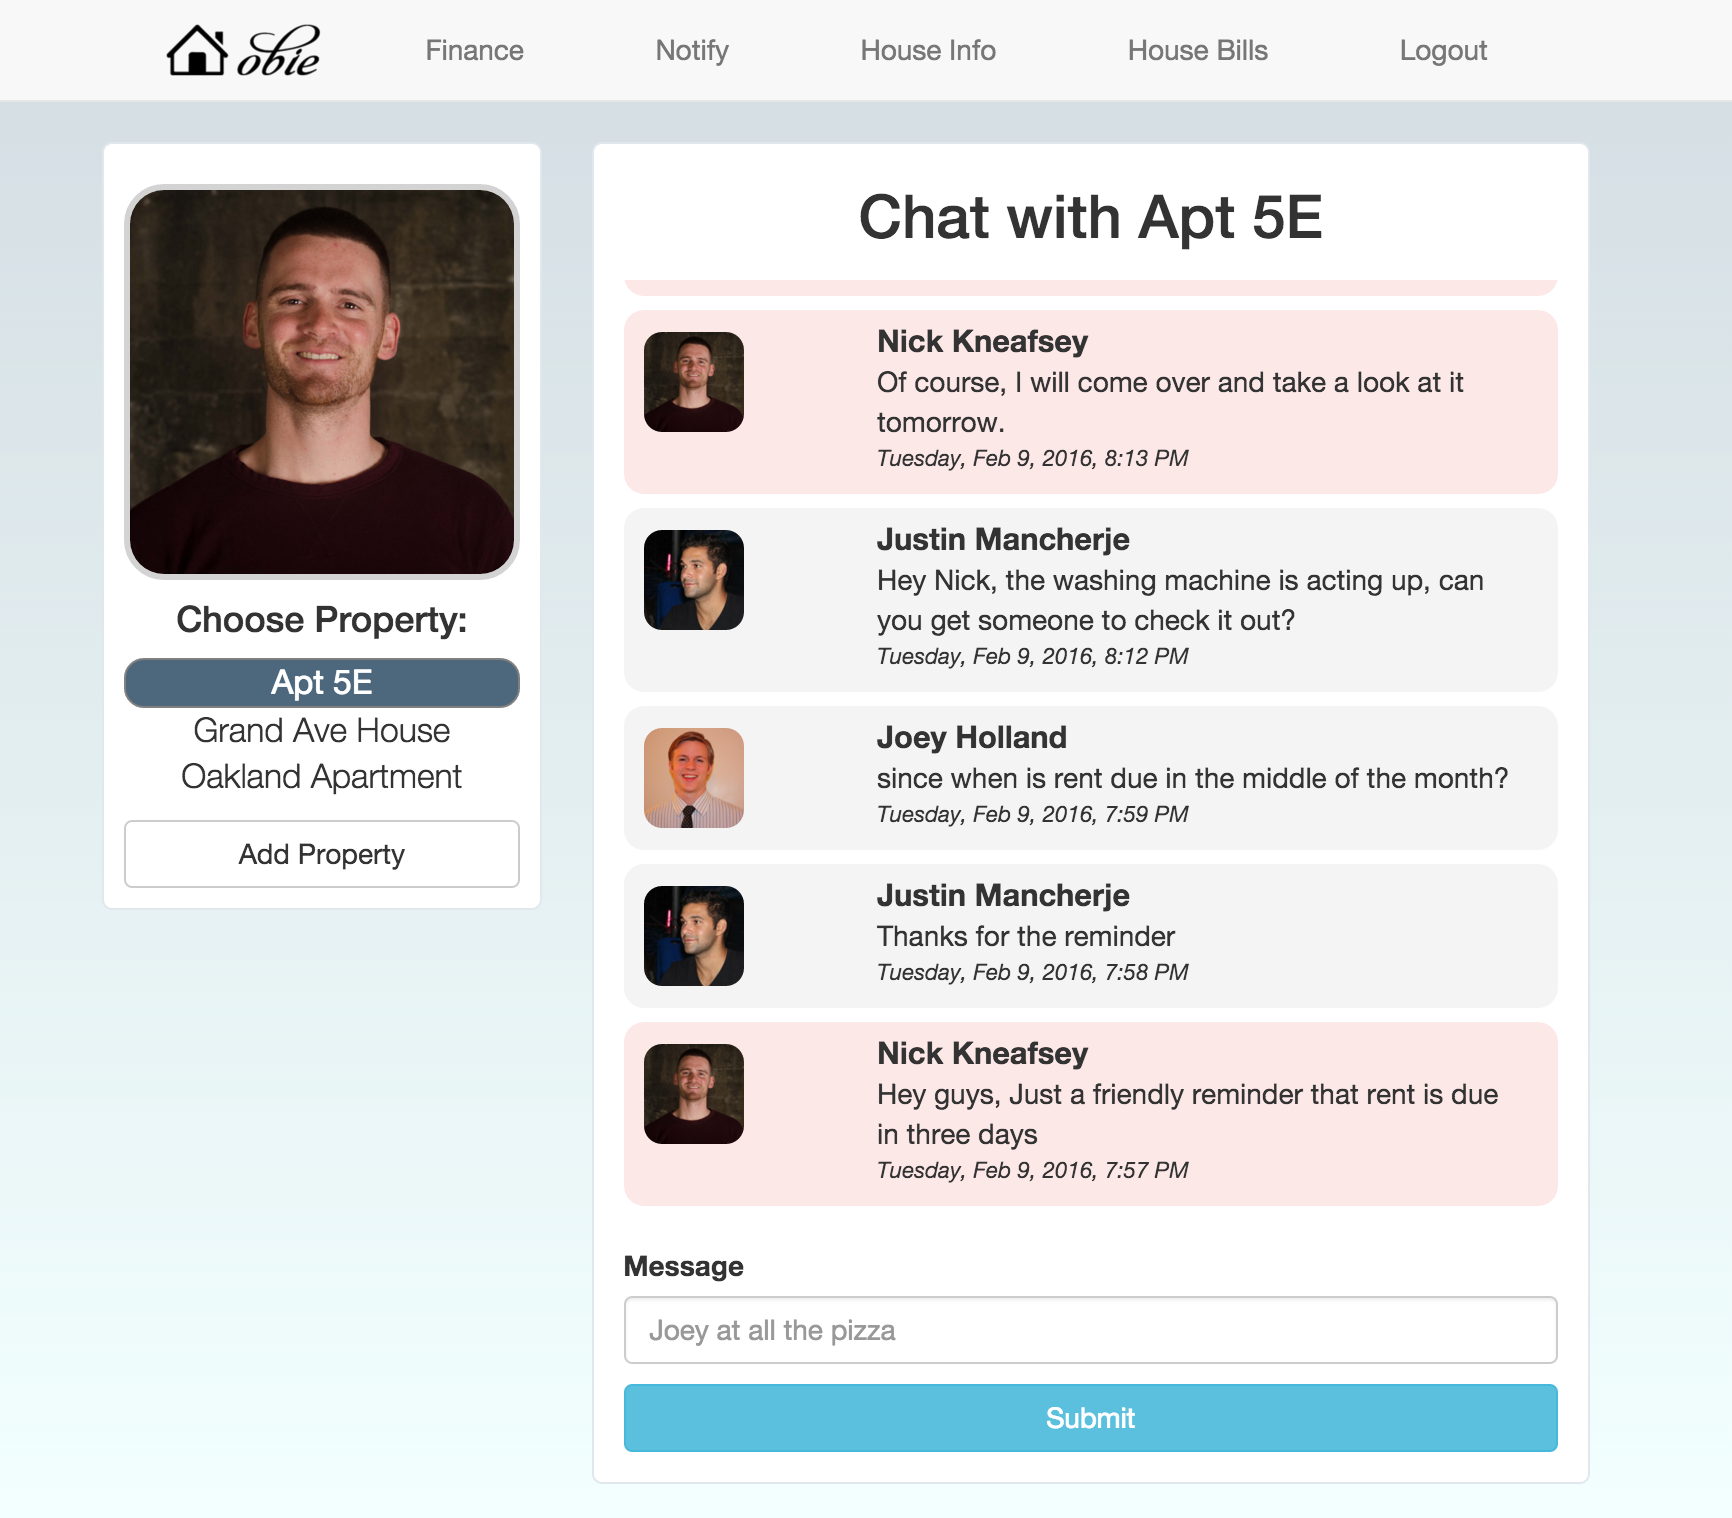 obie
Finance
Notify
House Info
House Bills
Logout
Choose Property:
Apt 5E
Grand Ave House
Oakland Apartment
Add Property
Chat with Apt 5E
Nick Kneafsey
Of course, I will come over and take a look at it
tomorrow.
Tuesday, Feb 9, 2016, 8:13 PM
Justin Mancherje
Hey Nick, the washing machine is acting up, can
you get someone to check it out?
Tuesday, Feb 9, 2016, 8:12 PM
Joey Holland
since when is rent due in the middle of the month?
Tuesday, Feb 9, 2016, 7:59 PM
Justin Mancherje
Thanks for the reminder
Tuesday, Feb 9, 2016, 7:58 PM
Nick Kneafsey
Hey guys, Just a friendly reminder that rent is due
in three days
Tuesday, Feb 9, 2016, 7:57 PM
Message
Joey at all the pizza
Submit